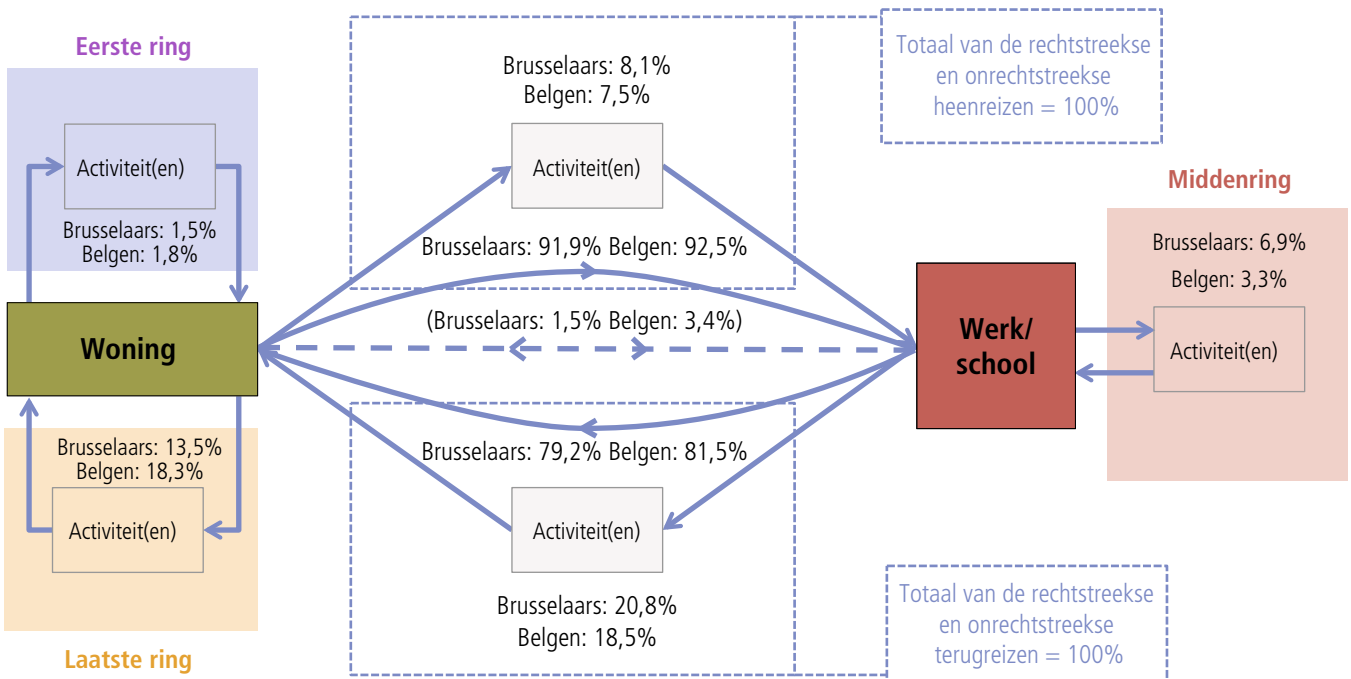 Eerste ring
Activiteit(en)
Brusselaars: 1,5%
Belgen: 1,8%
Woning
Brusselaars: 13,5%
Belgen: 18,3%
Activiteit(en)
Laatste ring
Brusselaars: 8,1%
Belgen: 7,5%
Activiteit(en)
Brusselaars: 91,9% Belgen: 92,5%
(Brusselaars: 1,5% Belgen: 3,4%)
Brusselaars: 79,2% Belgen: 81,5%
Activiteit(en)
Brusselaars: 20,8%
Belgen: 18,5%
Totaal van de rechtstreekse
en onrechtstreekse
heenreizen = 100%
Werk/
school
Middenring
Brusselaars: 6,9%
Belgen: 3,3%
Activiteit(en)
Totaal van de rechtstreekse
en onrechtstreekse
terugreizen = 100%